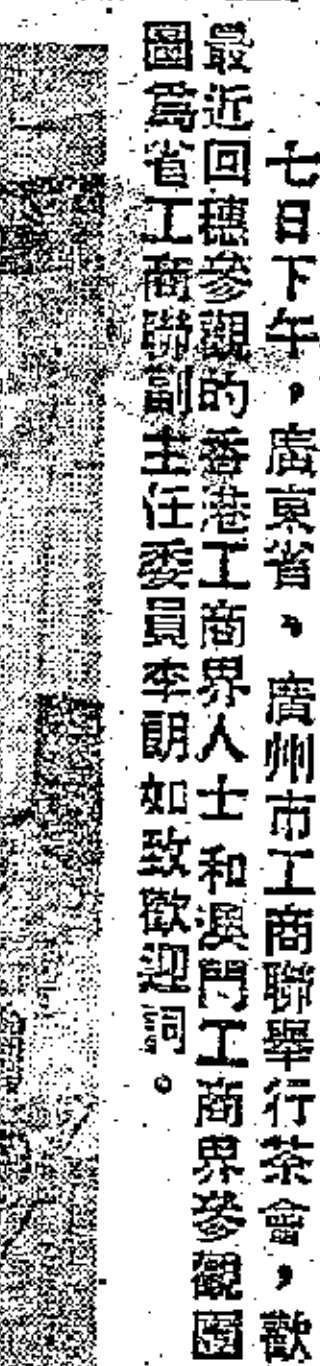 七日下午，廣東省、廣州市工商聯舉行茶會，歡
最近回穗參觀的香港工商界人士和澳門工商界參觀團
圖爲省工商聯副主任委員李朗如致歡迎詞。